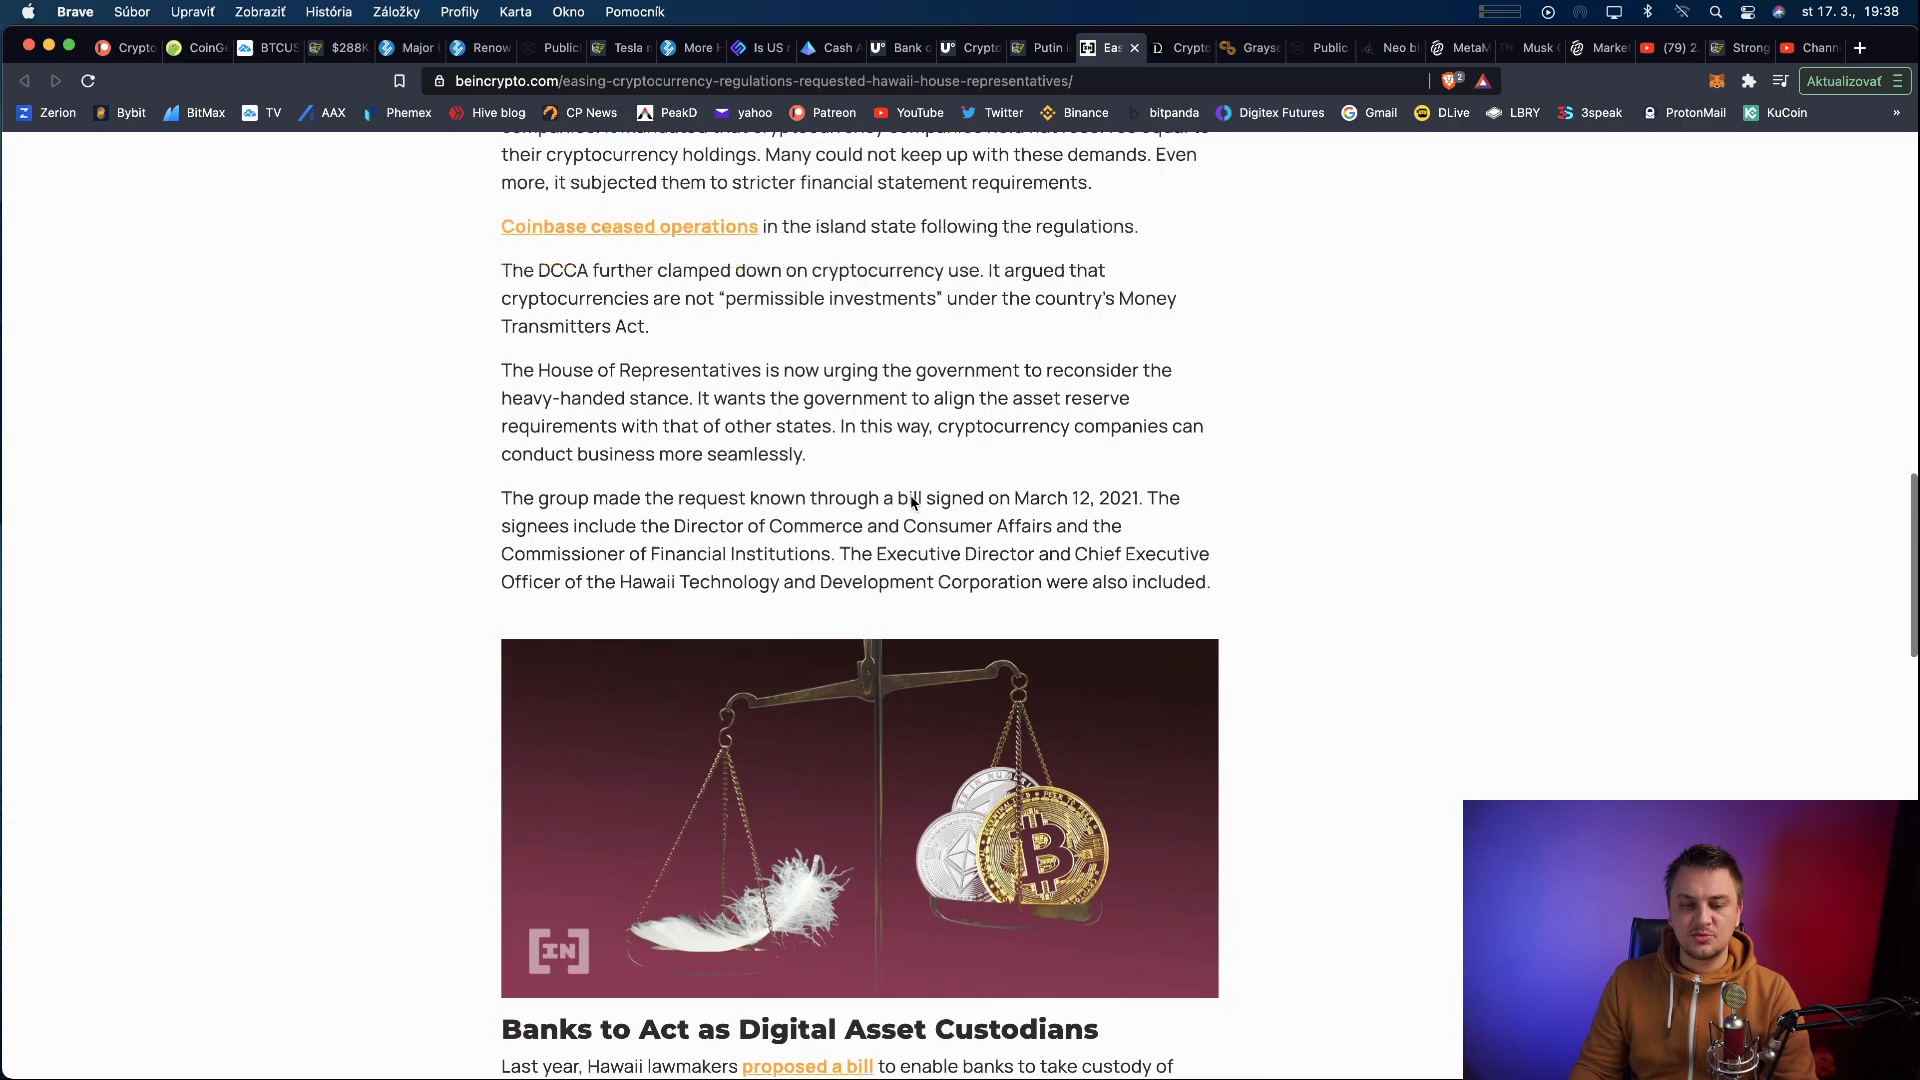 Brave Súbor Upraviť Zobraziť História Záložky Profily Karta Okno Pomocník st 17. 3., 19:38
Crypto CoinGe BTCUS $288K Major Renow Public Tesla r More H Is US r Cash A Bank o Crypto Putin i Eas Crypto Graysc Public Neo bl MetaM Musk Market (79) 2. Strong Chann
beincrypto.com/easing-cryptocurrency-regulations-requested-hawaii-house-representatives/ 2 Aktualizovať
Zerion Bybit BitMax TV AAX Phemex Hive blog CP News PeakD yahoo Patreon YouTube Twitter Binance bitpanda Digitex Futures Gmail DLive LBRY 3speak ProtonMail KuCoin »
their cryptocurrency holdings. Many could not keep up with these demands. Even
more, it subjected them to stricter financial statement requirements.
Coinbase ceased operations in the island state following the regulations.
The DCCA further clamped down on cryptocurrency use. It argued that
cryptocurrencies are not “permissible investments” under the country’s Money
Transmitters Act.
The House of Representatives is now urging the government to reconsider the
heavy-handed stance. It wants the government to align the asset reserve
requirements with that of other states. In this way, cryptocurrency companies can
conduct business more seamlessly.
The group made the request known through a bill signed on March 12, 2021. The
signees include the Director of Commerce and Consumer Affairs and the
Commissioner of Financial Institutions. The Executive Director and Chief Executive
Officer of the Hawaii Technology and Development Corporation were also included.
IN
Banks to Act as Digital Asset Custodians
Last year, Hawaii lawmakers proposed a bill to enable banks to take custody of